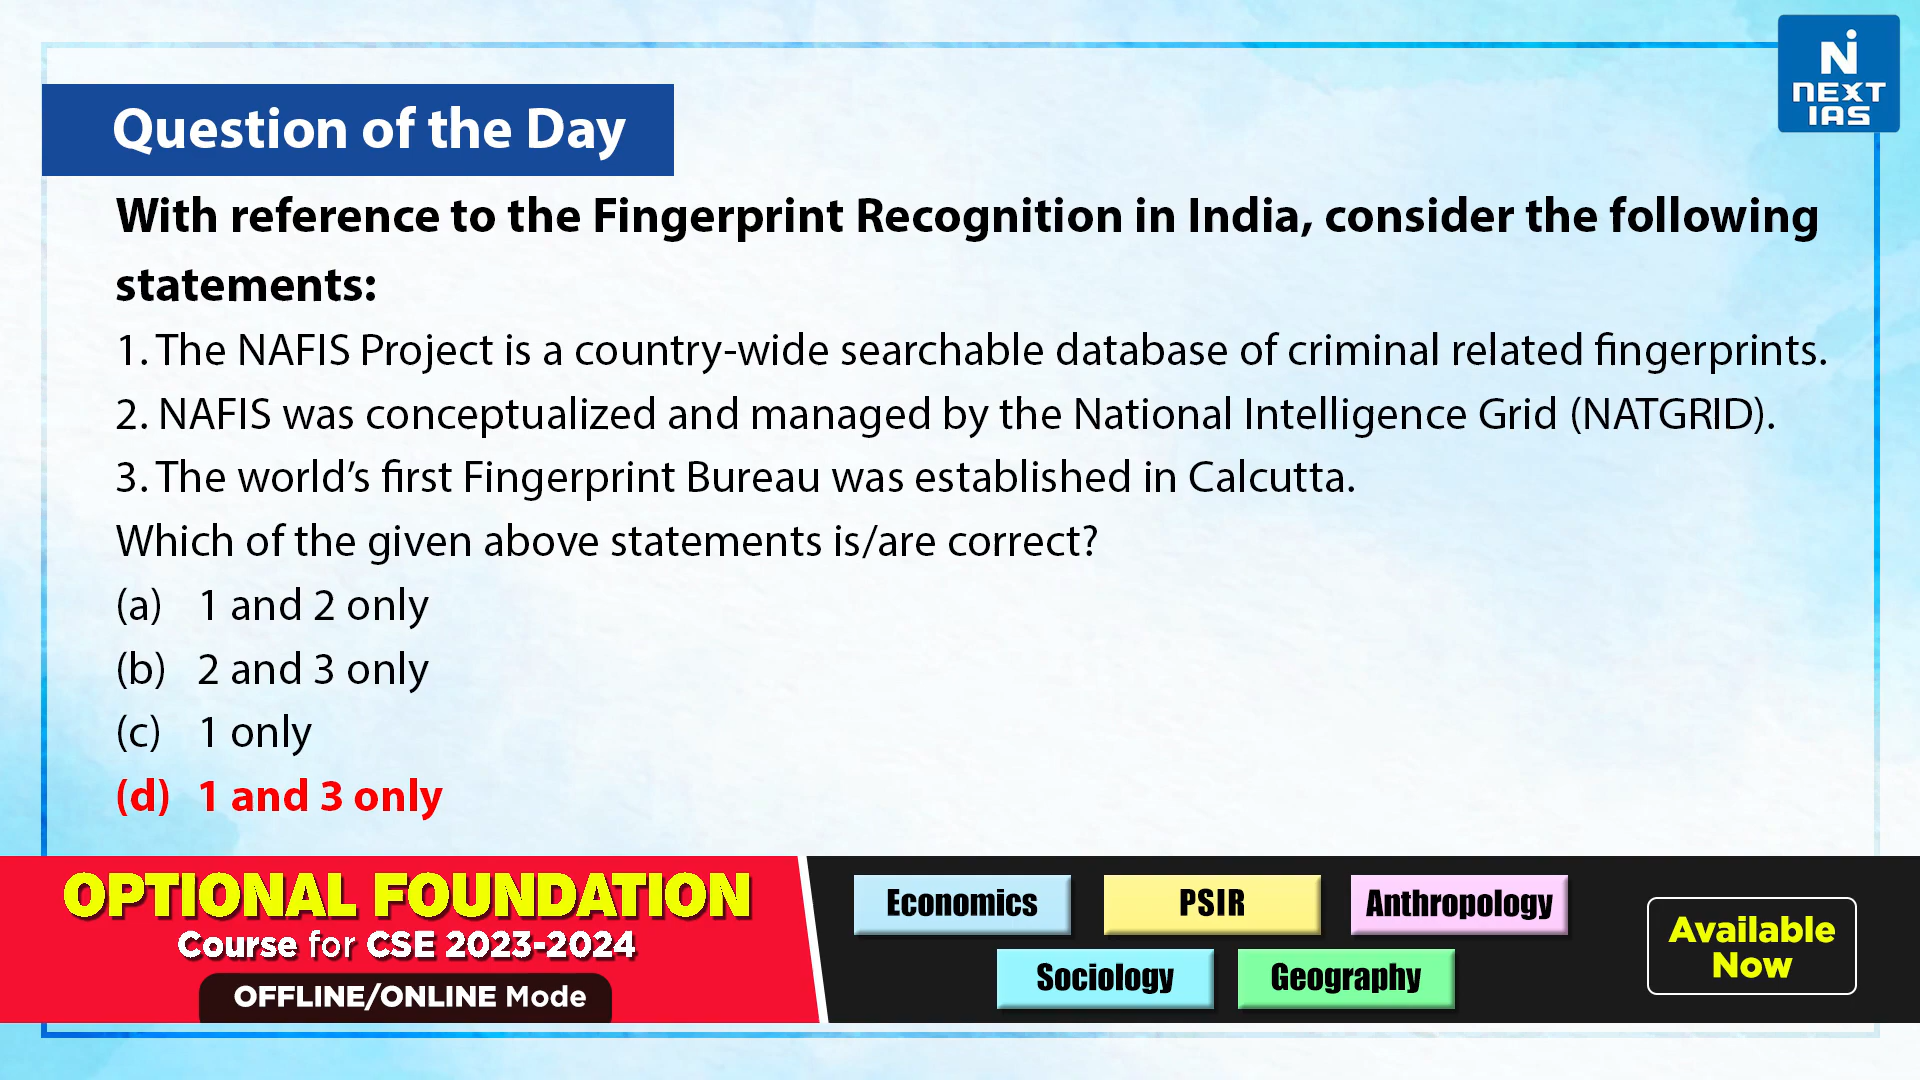 NEXT
IAS
Question of the Day
With reference to the Fingerprint Recognition in India, consider the following
statements:
1. The NAFIS Project is a country-wide searchable database of criminal related fingerprints.
2. NAFIS was conceptualized and managed by the National Intelligence Grid (NATGRID).
3. The world’s first Fingerprint Bureau was established in Calcutta.
Which of the given above statements is/are correct?
(a) 1 and 2 only
(b) 2 and 3 only
(c) 1 only
(d) 1 and 3 only
OPTIONAL FOUNDATION
Course for CSE 2023-2024
OFFLINE/ONLINE Mode
Economics
PSIR
Anthropology
Sociology
Geography
Available
Now